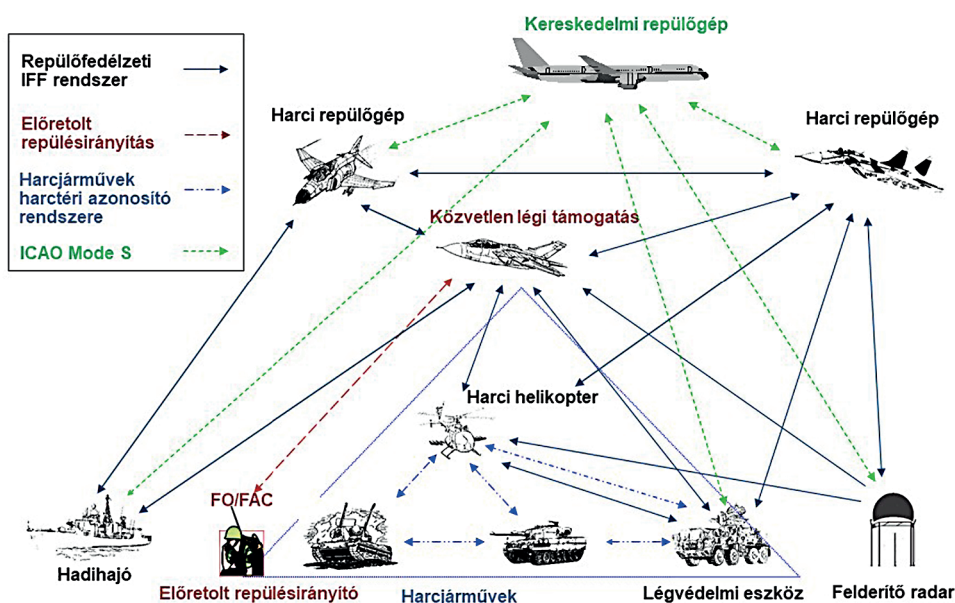 Kereskedelmi repülőgép
Repülőfedélzeti
IFF rendszer
Előretolt
repülésirányítás
Harcjárművek
harctéri azonosító
rendszere
ICAO Mode S
Harci repülőgép
Harci repülőgép
Közvetlen légi támogatás
Harci helikopter
FO/FAC
Hadihajó
Előretolt repülésirányító
Harcjárművek
Légvédelmi eszköz
Felderítő radar